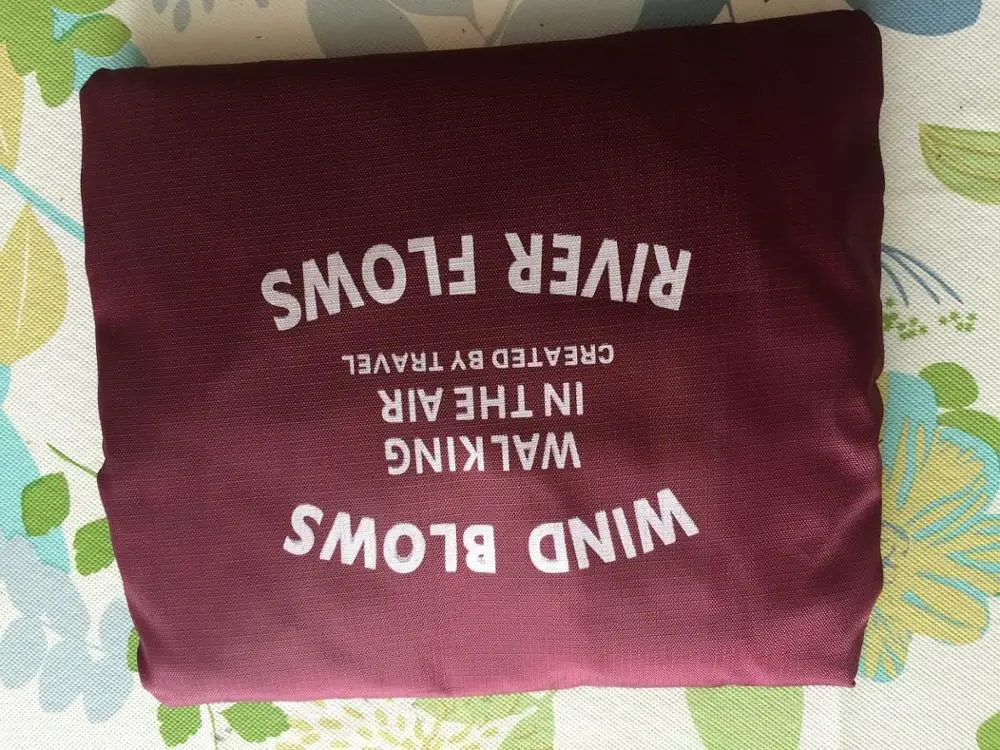 WIND BLOWS
WALKING
IN THE AIR
CREATED BY TRAVEL
RIVER FLOWS